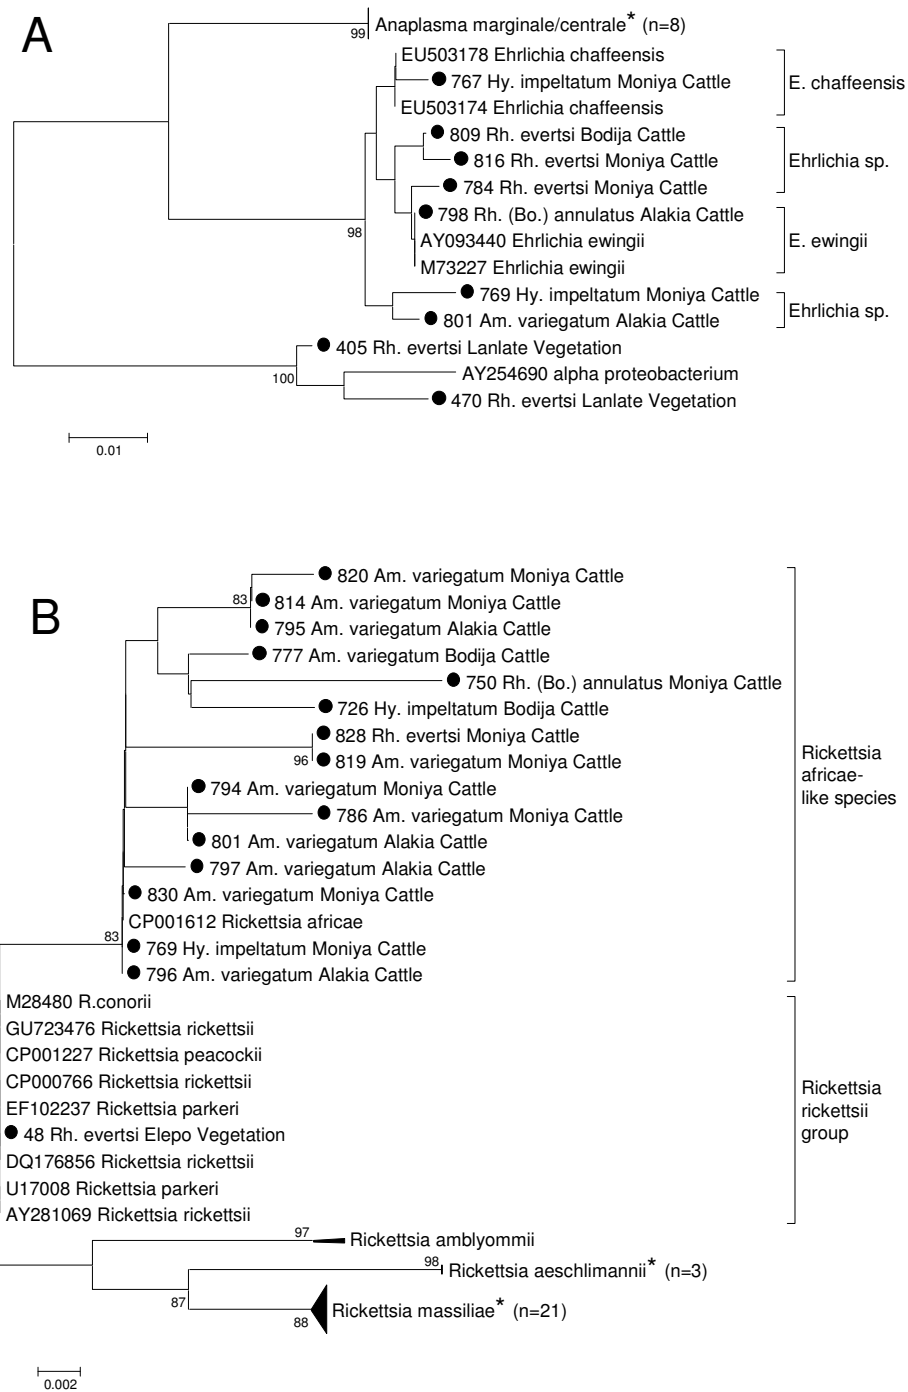 A
Anaplasma marginale/centrale* (n=8)
99
EU503178 Ehrlichia chaffeensis
767 Hy. impeltatum Moniya Cattle
E. chaffeensis
EU503174 Ehrlichia chaffeensis
809 Rh. evertsi Bodija Cattle
816 Rh. evertsi Moniya Cattle
Ehrlichia sp.
784 Rh. evertsi Moniya Cattle
798 Rh. (Bo.) annulatus Alakia Cattle
98
AY093440 Ehrlichia ewingii
E. ewingii
M73227 Ehrlichia ewingii
769 Hy. impeltatum Moniya Cattle
Ehrlichia sp.
801 Am. variegatum Alakia Cattle
405 Rh. evertsi Lanlate Vegetation
100
AY254690 alpha proteobacterium
470 Rh. evertsi Lanlate Vegetation
0.01
B
820 Am. variegatum Moniya Cattle
83
814 Am. variegatum Moniya Cattle
795 Am. variegatum Alakia Cattle
777 Am. variegatum Bodija Cattle
750 Rh. (Bo.) annulatus Moniya Cattle
726 Hy. impeltatum Bodija Cattle
828 Rh. evertsi Moniya Cattle
96
819 Am. variegatum Moniya Cattle
Rickettsia
africae-
like species
794 Am. variegatum Moniya Cattle
786 Am. variegatum Moniya Cattle
801 Am. variegatum Alakia Cattle
797 Am. variegatum Alakia Cattle
830 Am. variegatum Moniya Cattle
CP001612 Rickettsia africae
83
769 Hy. impeltatum Moniya Cattle
796 Am. variegatum Alakia Cattle
M28480 R.conorii
GU723476 Rickettsia rickettsii
CP001227 Rickettsia peacockii
CP000766 Rickettsia rickettsii
EF102237 Rickettsia parkeri
Rickettsia
rickettsii
group
48 Rh. evertsi Elepo Vegetation
DQ176856 Rickettsia rickettsii
U17008 Rickettsia parkeri
AY281069 Rickettsia rickettsii
97
Rickettsia amblyommii
98
Rickettsia aeschlimannii* (n=3)
87
88
Rickettsia massiliae* (n=21)
0.002